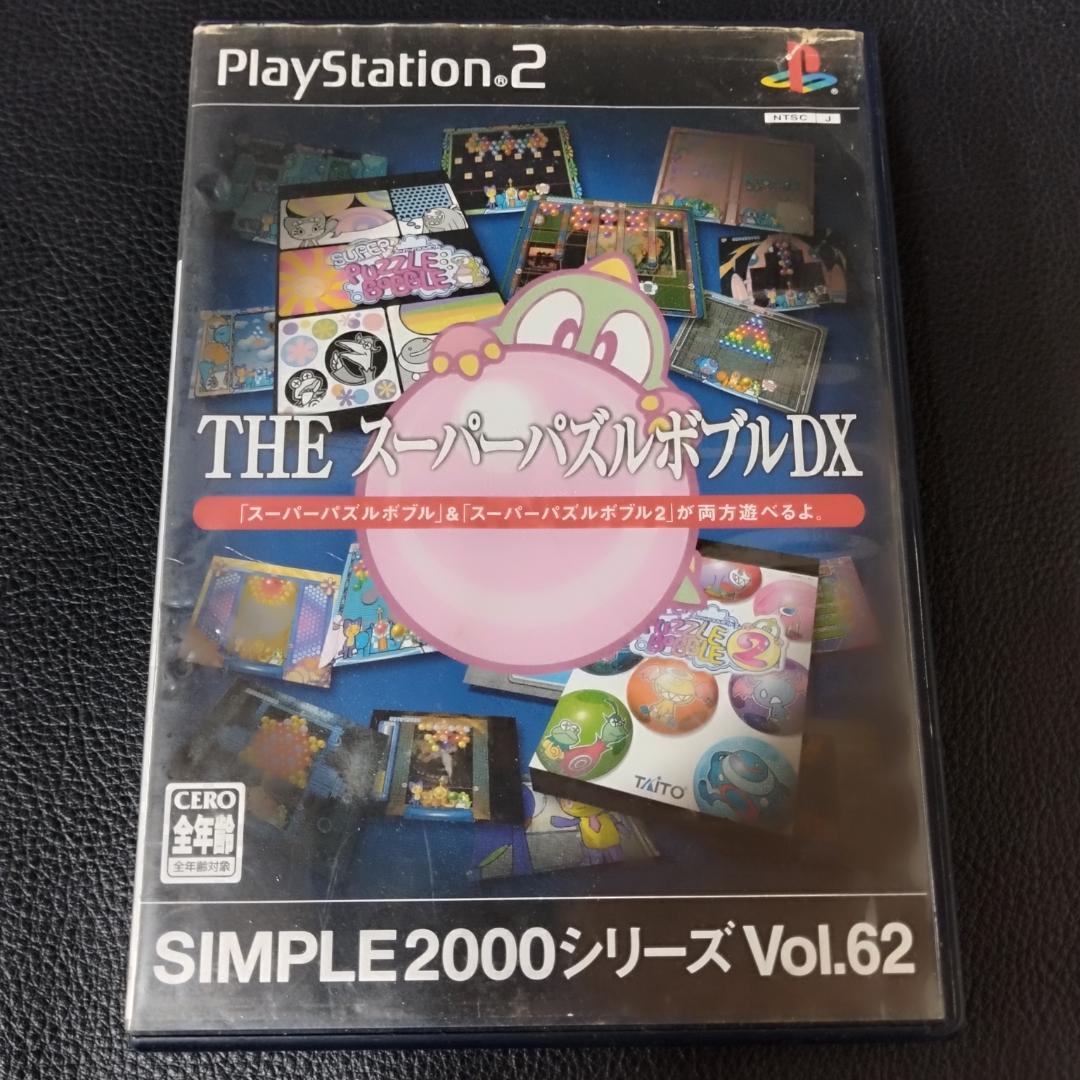 PlayStation®2
NTSC J
SUPER
PUZZLE
BOBBLE
THE スーパーパズルボブルDX
「スーパーパズルボブル」&「スーパーパズルボブル2」が両方遊べるよ。
PUZZLE
BOBBLE 2
TAITO
CERO
全年齢
全年齢対象
SIMPLE2000シリーズ Vol.62